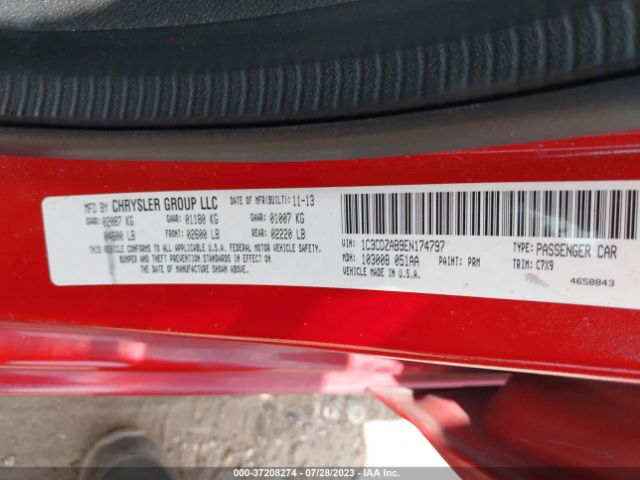 MFD BY CHRYSLER GROUP LLC DATE OF MFR(BUILT): 11-13
GVWR: 02087 KG GAWR: 01180 KG GAWR: 01007 KG
04600 LB FRONT: 02600 LB REAR: 02220 LB
THIS VEHICLE CONFORMS TO ALL APPLICABLE U.S.A. FEDERAL MOTOR VEHICLE SAFETY,
BUMPER AND THEFT PREVENTION STANDARDS IN EFFECT ON
THE DATE OF MANUFACTURE SHOWN ABOVE.
VIN: 1C3CDZAB9EN174797 TYPE: PASSENGER CAR
MDH: 10300B 051AA PAINT: PRM TRIM: C7X9
VEHICLE MADE IN U.S.A.
4658843
000-37208274 - 07/28/2023 - IAAI.com